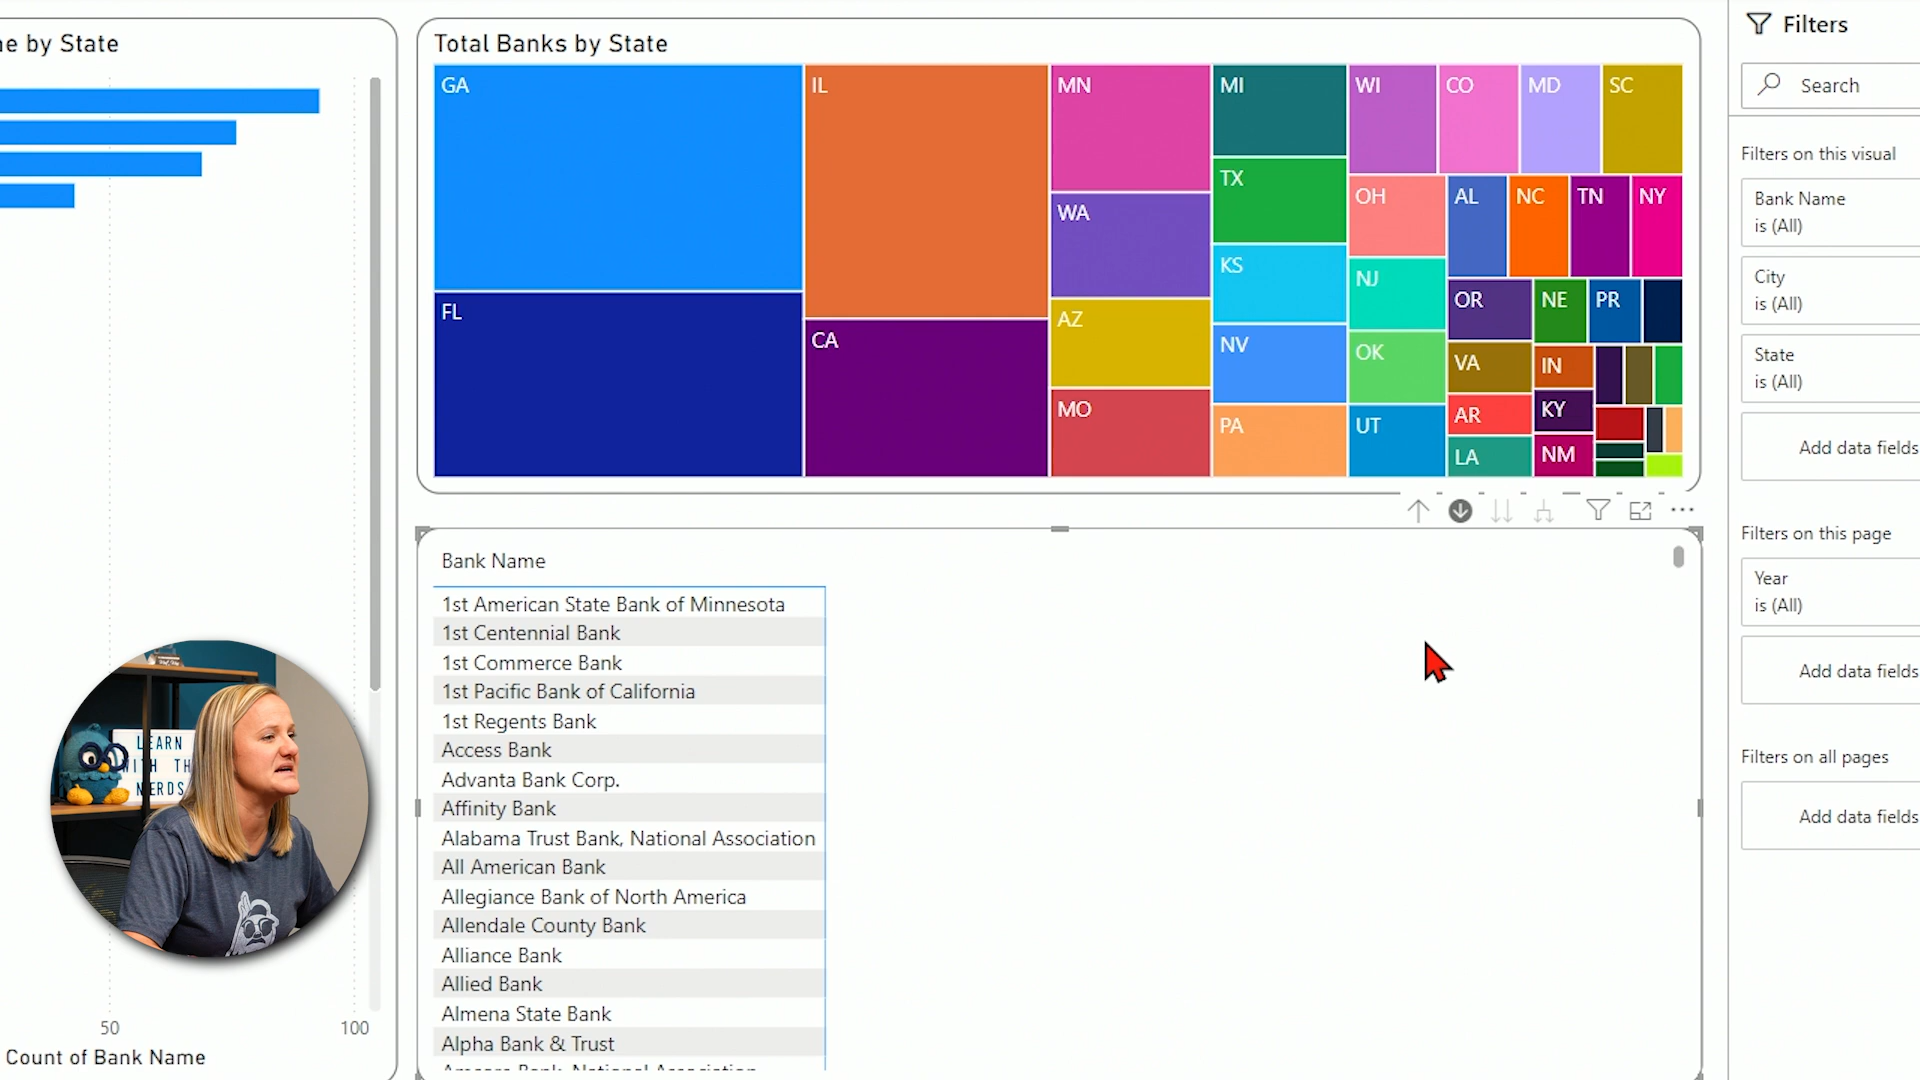 ne by State
50
100
Count of Bank Name
Total Banks by State
GA
FL
IL
CA
MN
WA
AZ
MO
MI
TX
KS
NV
PA
WI
CO
MD
SC
OH
NJ
OK
UT
AL
NC
TN
NY
OR
NE
PR
VA
IN
AR
KY
LA
NM
Bank Name
1st American State Bank of Minnesota
1st Centennial Bank
1st Commerce Bank
1st Pacific Bank of California
1st Regents Bank
Access Bank
Advanta Bank Corp.
Affinity Bank
Alabama Trust Bank, National Association
All American Bank
Allegiance Bank of North America
Allendale County Bank
Alliance Bank
Allied Bank
Almena State Bank
Alpha Bank & Trust
Filters
Search
Filters on this visual
Bank Name
is (All)
City
is (All)
State
is (All)
Add data fields
Filters on this page
Year
is (All)
Add data fields
Filters on all pages
Add data fields
LEARN
WITH TH
NERDS